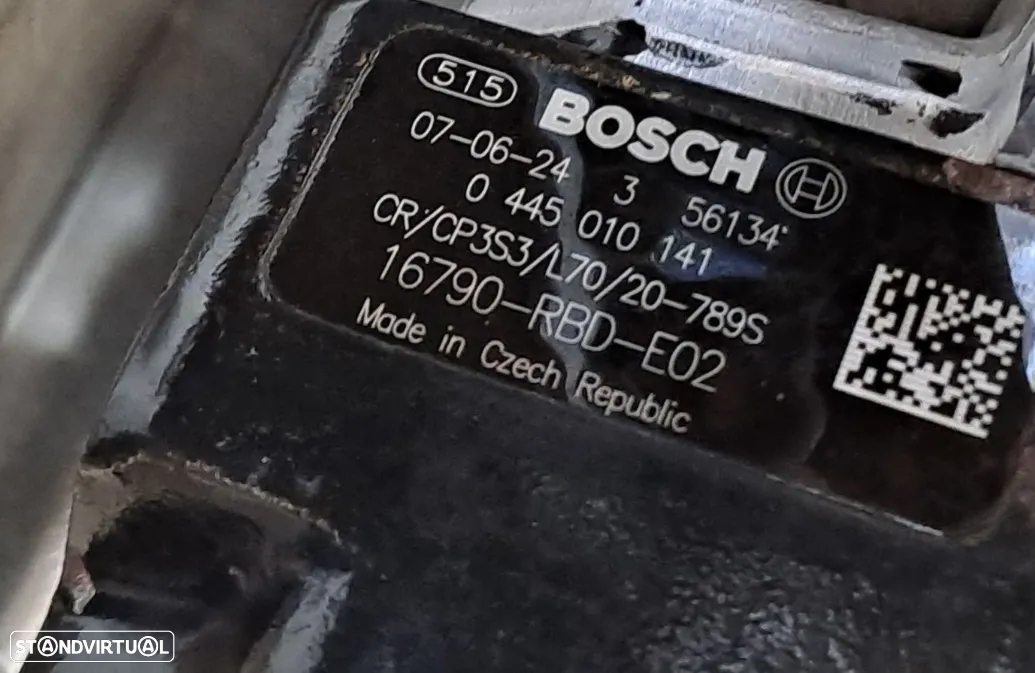 515
BOSCH
07-06-24 3 56134
0 445 010 141
CR/CP3S3/L70/20-789S
16790-RBD-E02
Made in Czech Republic
STANDVIRTUAL